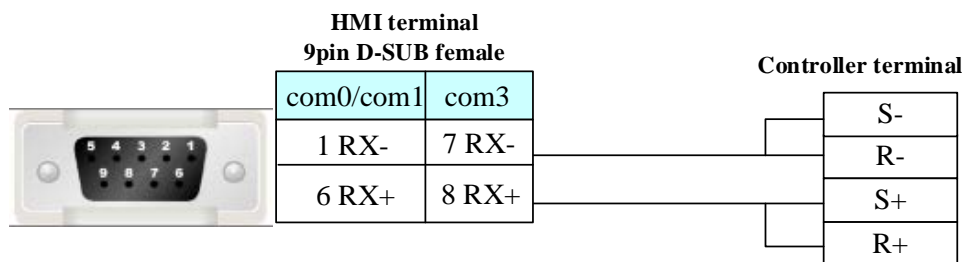 HMI terminal
9pin D-SUB female
Controller terminal
com0/com1 com3
S-
1 RX- 7 RX-
R-
6 RX+ 8 RX+
S+
R+
5 4 3 2 1
9 8 7 6